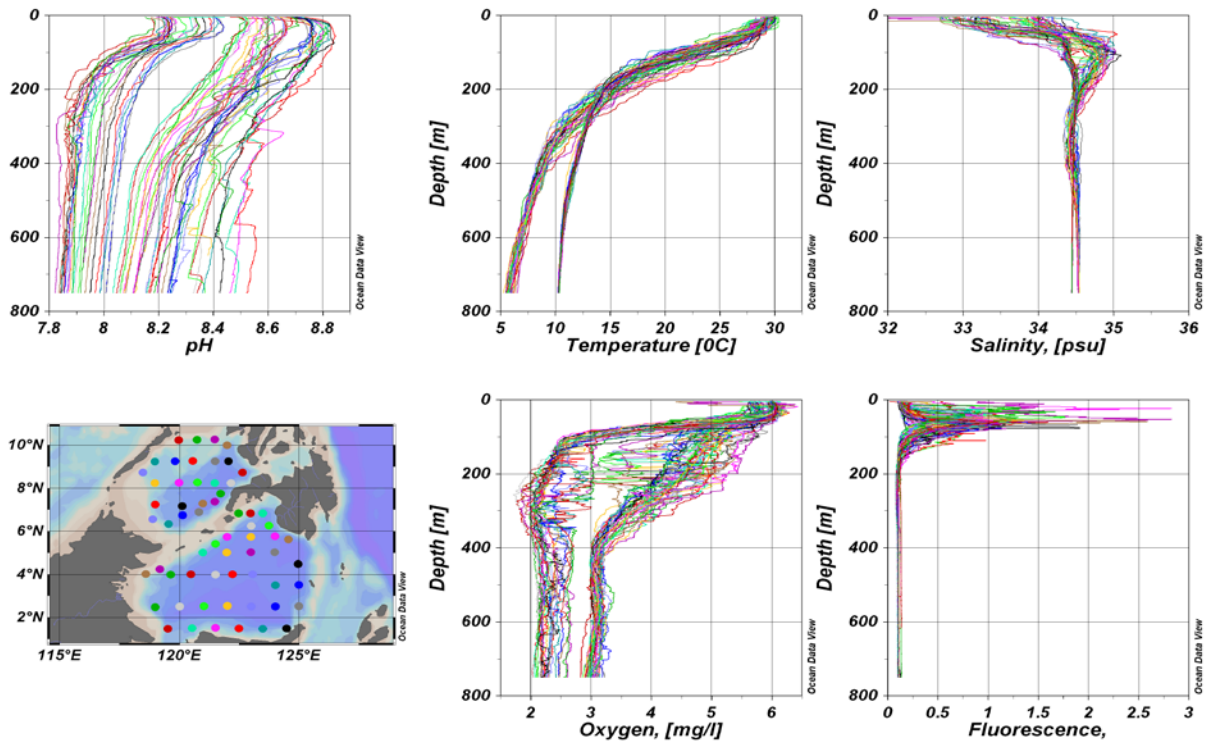 0
200
400
600
800
7.8
8
8.2
8.4
8.6
8.8
pH
Ocean Data View
0
200
400
600
800
Depth [m]
5
10
15
20
25
30
Temperature [0C]
Ocean Data View
0
200
400
600
800
Depth [m]
32
33
34
35
36
Salinity, [psu]
Ocean Data View
10°N
8°N
6°N
4°N
2°N
115°E
120°E
125°E
Ocean Data View
0
200
400
600
800
Depth [m]
2
3
4
5
6
Oxygen, [mg/l]
Ocean Data View
0
200
400
600
800
Depth [m]
0
0.5
1
1.5
2
2.5
3
Fluorescence,
Ocean Data View